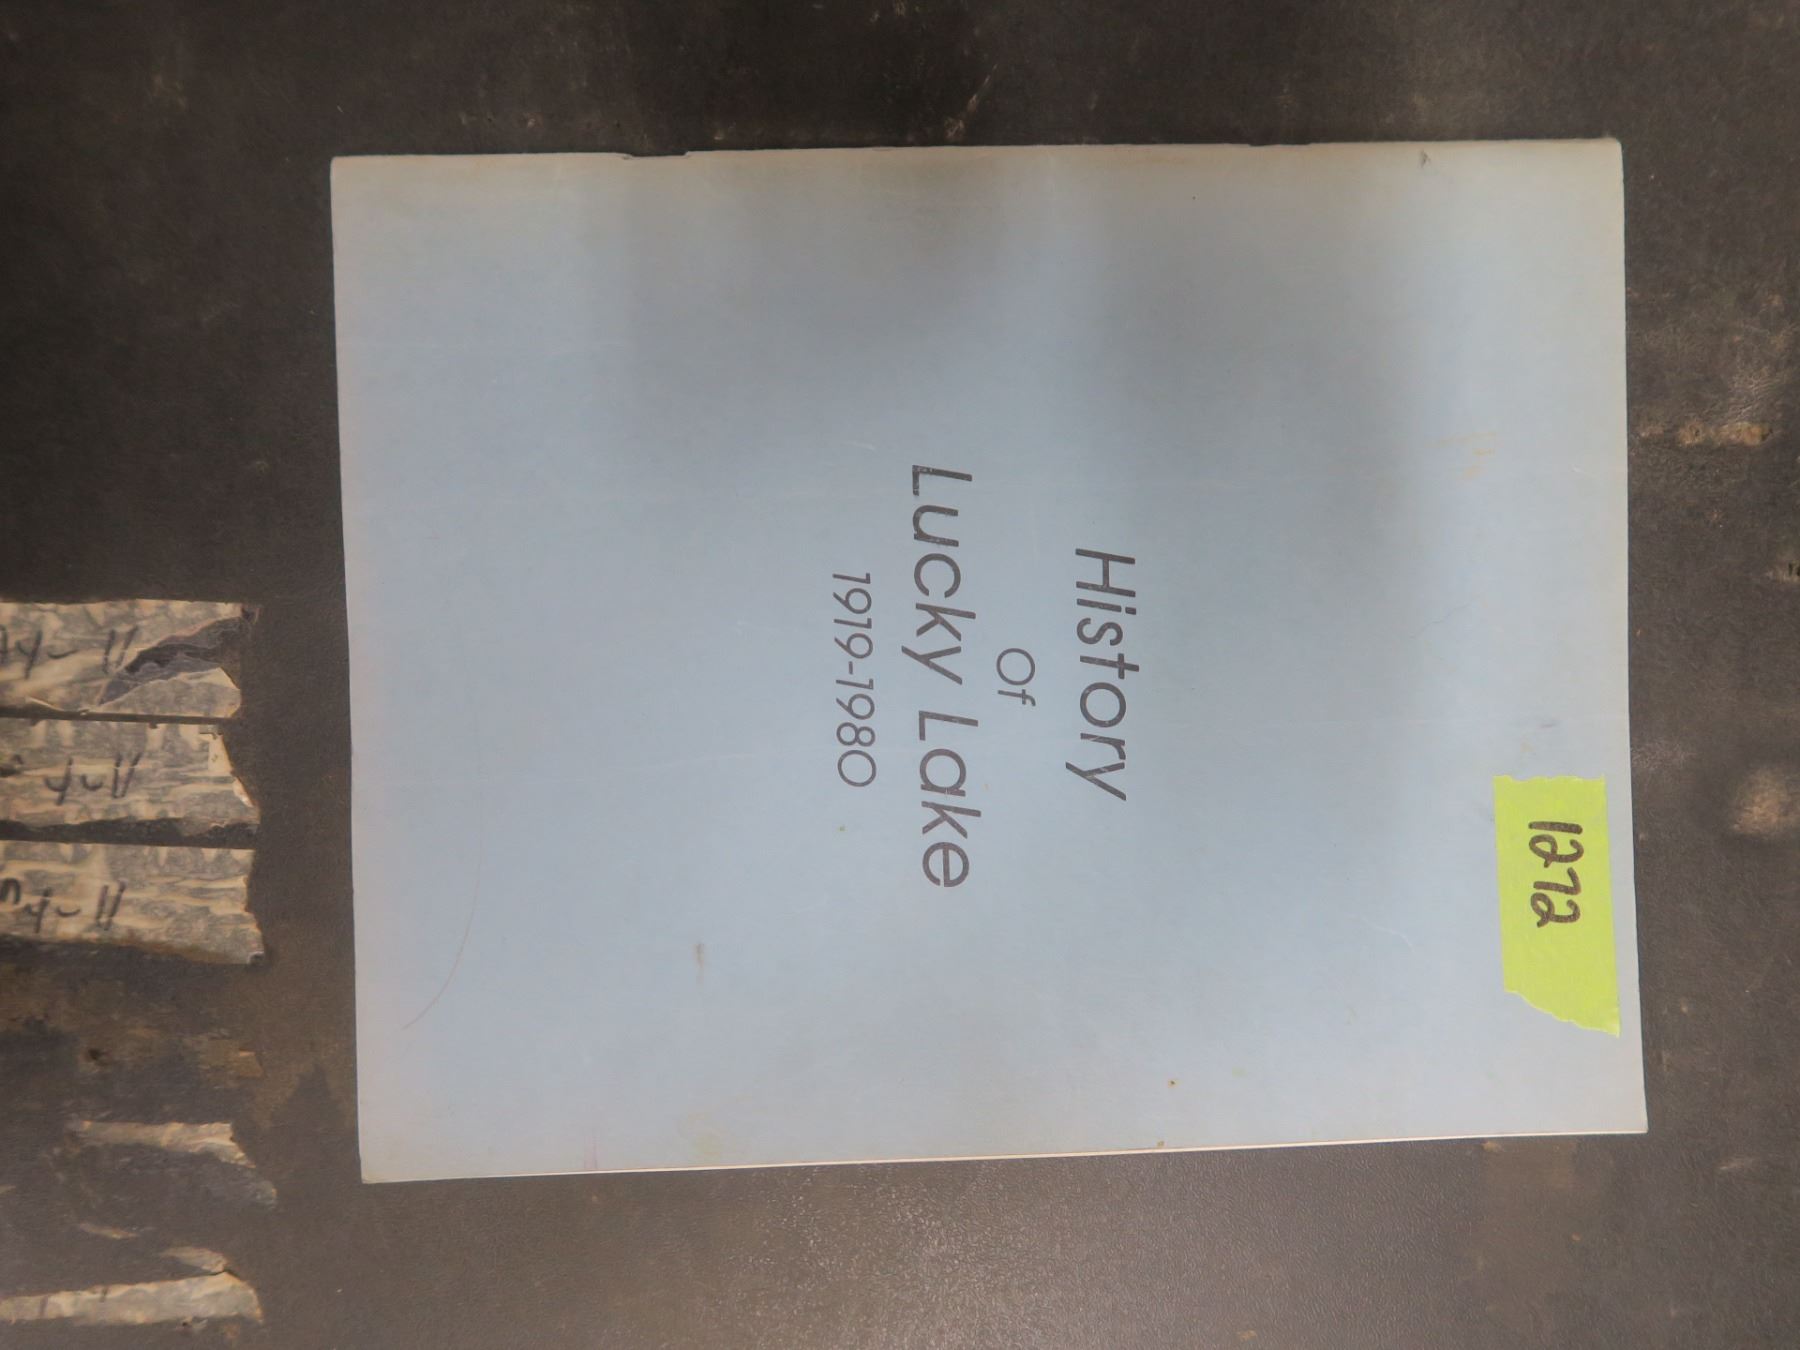 1272
History
Of
Lucky Lake
1919-1980